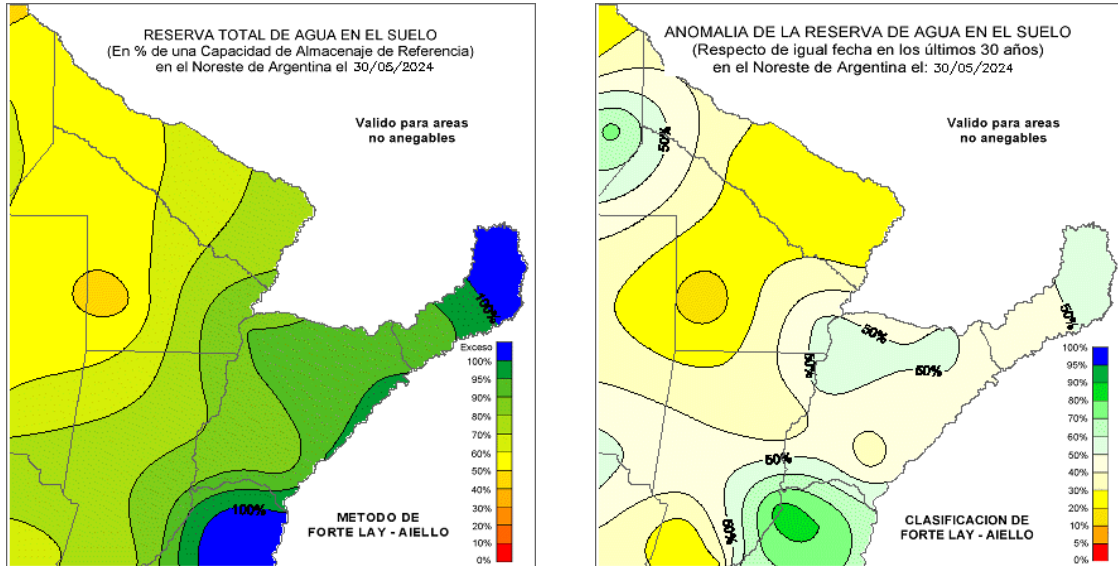 RESERVA TOTAL DE AGUA EN EL SUELO
(En % de una Capacidad de Almacenaje de Referencia)
en el Noreste de Argentina el 30/05/2024
Valido para areas
no anegables
100%
Exceso
100%
95%
90%
80%
70%
60%
50%
40%
30%
20%
10%
0%
100%
METODO DE
FORTE LAY - AIELLO
ANOMALIA DE LA RESERVA DE AGUA EN EL SUELO
(Respecto de igual fecha en los últimos 30 años)
en el Noreste de Argentina el: 30/05/2024
Valido para areas
no anegables
50%
50%
50%
50%
50%
50%
50%
100%
95%
90%
80%
70%
60%
50%
40%
30%
20%
10%
5%
0%
CLASIFICACION DE
FORTE LAY - AIELLO